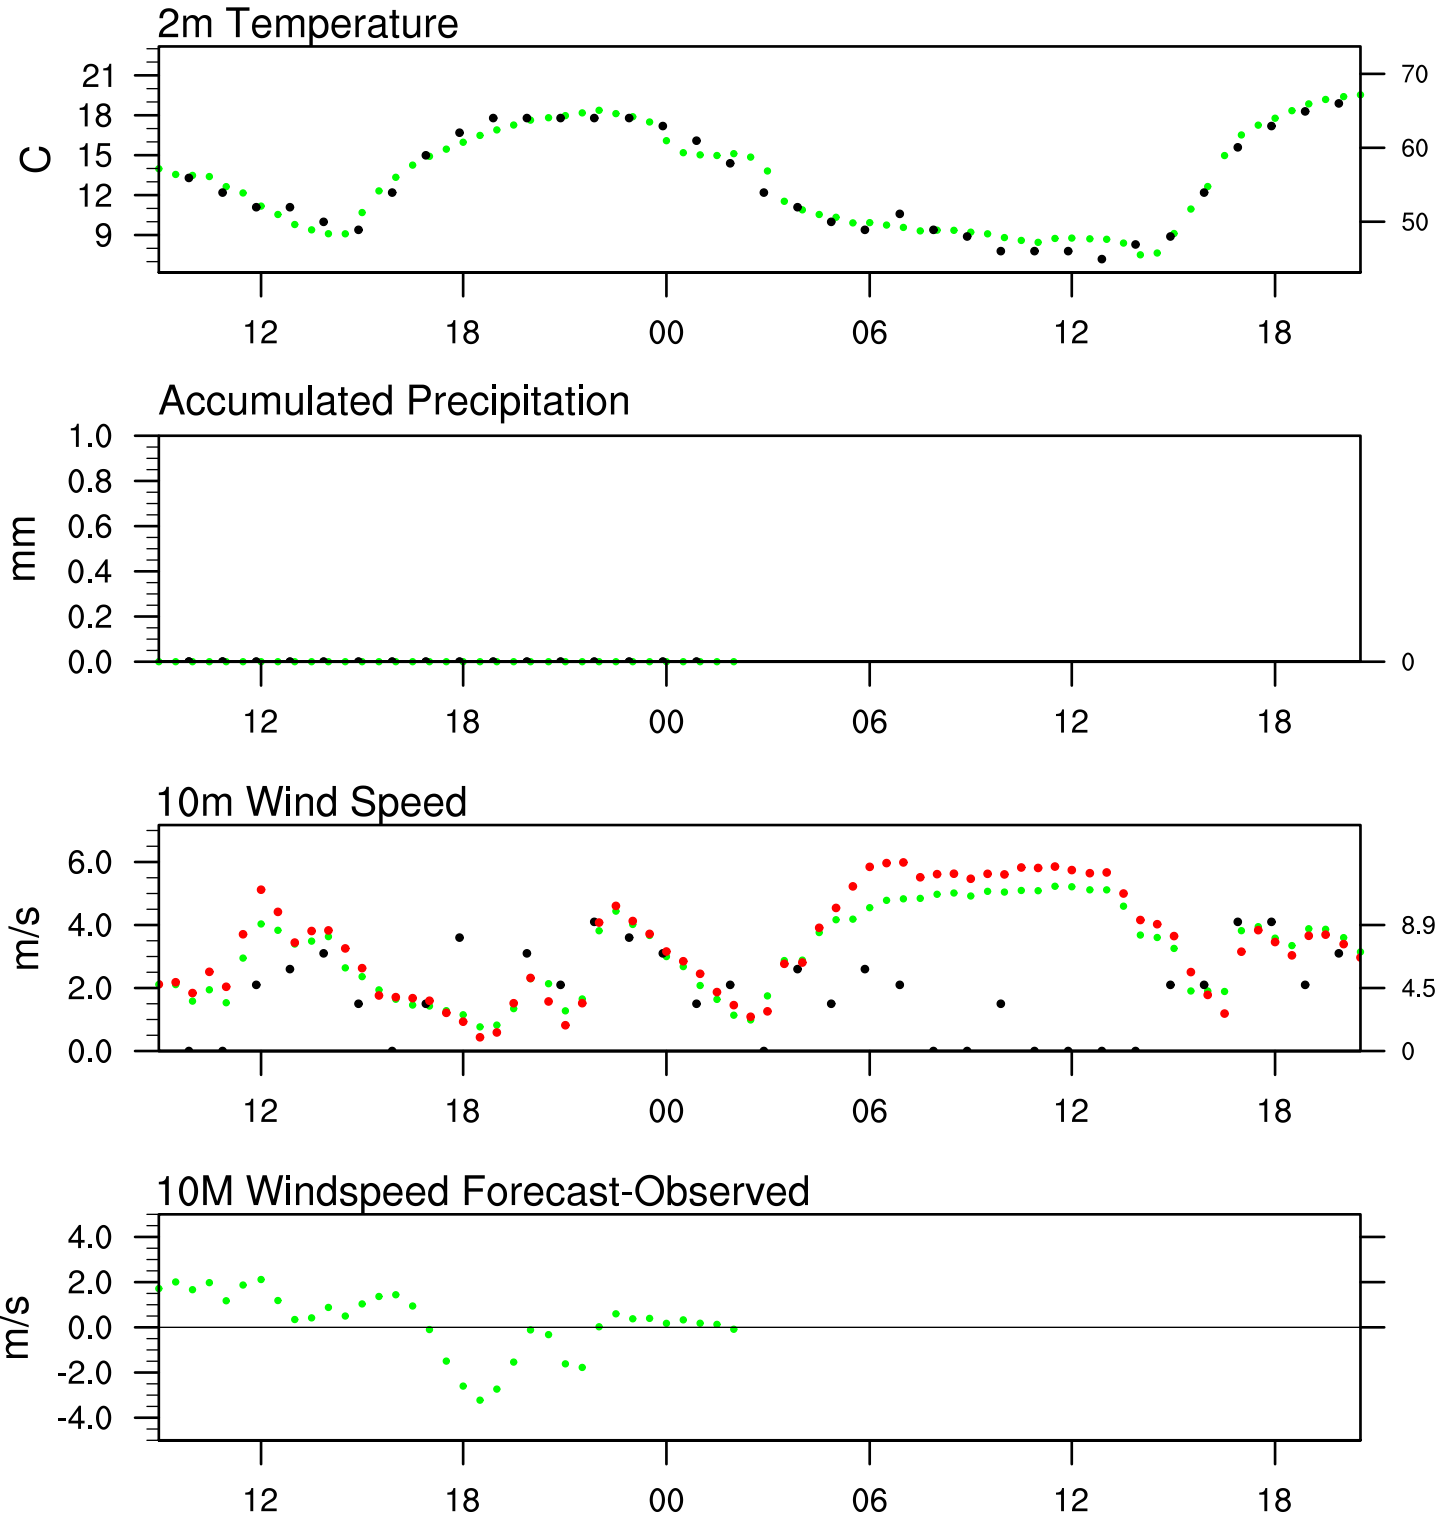 2m Temperature
21
18
15
12
9
C
70
60
50
12 18 00 06 12 18
Accumulated Precipitation
1.0
0.8
0.6
0.4
0.2
0.0
mm
0
12 18 00 06 12 18
10m Wind Speed
6.0
4.0
2.0
0.0
m/s
8.9
4.5
0
12 18 00 06 12 18
10M Windspeed Forecast-Observed
4.0
2.0
0.0
-2.0
-4.0
m/s
12 18 00 06 12 18